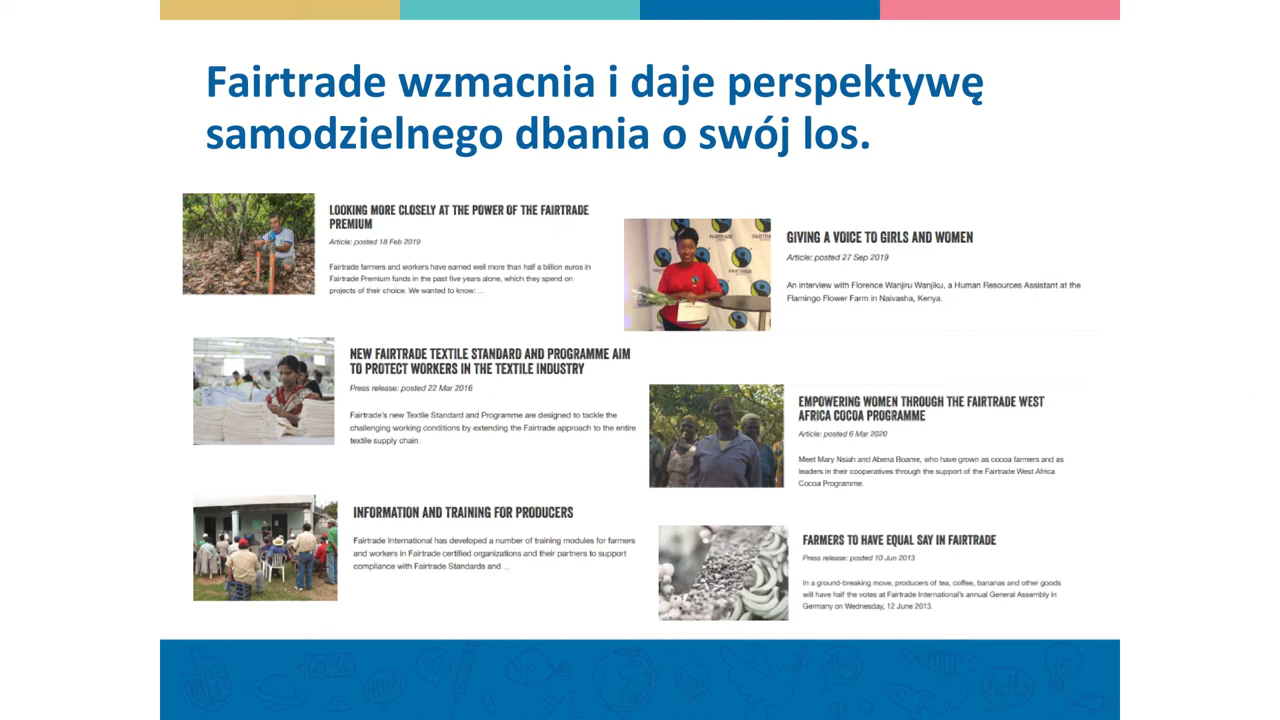 Fairtrade wzmacnia i daje perspektywę
samodzielnego dbania o swój los.
LOOKING MORE CLOSELY AT THE POWER OF THE FAIRTRADE
PREMIUM
Article: posted 18 Feb 2019
Fairtrade farmers and workers have earned well more than half a billion euros in
Fairtrade Premium funds in the past five years alone, which they spend on
projects of their choice. We wanted to know: ...
NEW FAIRTRADE TEXTILE STANDARD AND PROGRAMME AIM
TO PROTECT WORKERS IN THE TEXTILE INDUSTRY
Press release: posted 22 Mar 2016
Fairtrade's new Textile Standard and Programme are designed to tackle the
challenging working conditions by extending the Fairtrade approach to the entire
textile supply chain.
INFORMATION AND TRAINING FOR PRODUCERS
Fairtrade International has developed a number of training modules for farmers
and workers in Fairtrade certified organizations and their partners to support
compliance with Fairtrade Standards and ...
GIVING A VOICE TO GIRLS AND WOMEN
Article: posted 27 Sep 2019
An interview with Florence Wanjiru Wanjiku, a Human Resources Assistant at the
Flamingo Flower Farm in Naivasha, Kenya.
EMPOWERING WOMEN THROUGH THE FAIRTRADE WEST
AFRICA COCOA PROGRAMME
Article: posted 6 Mar 2020
Meet Mary Nsiah and Abena Boame, who have grown as cocoa farmers and as
leaders in their cooperatives through the support of the Fairtrade West Africa
Cocoa Programme.
FARMERS TO HAVE EQUAL SAY IN FAIRTRADE
Press release: posted 10 Jun 2013
In a ground-breaking move, producers of tea, coffee, bananas and other goods
will have half the votes at Fairtrade International's annual General Assembly in
Germany on Wednesday, 12 June 2013.
hello